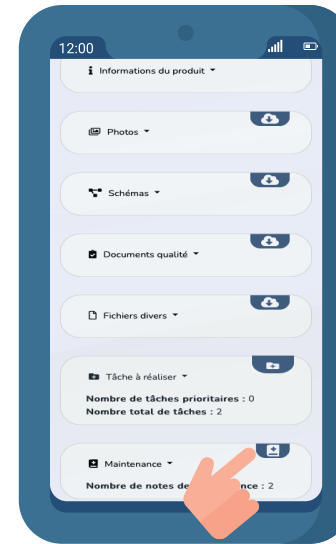 12:00
Informations du produit
Photos
Schémas
Documents qualité
Fichiers divers
Tâche à réaliser
Nombre de tâches prioritaires : 0
Nombre total de tâches : 2
Maintenance
Nombre de notes de nce : 2